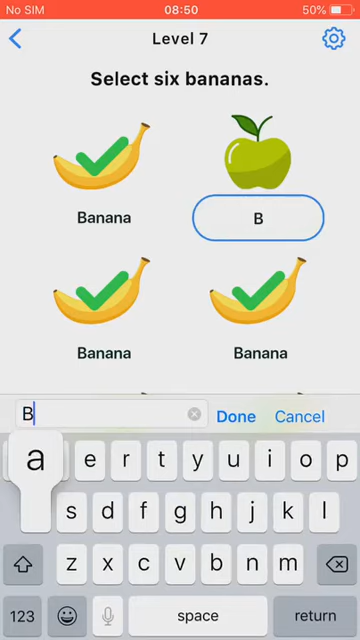 No SIM 08:50 50%
Level 7
Select six bananas.
Banana B
Banana Banana
B Done Cancel
a e r t y u i o p
s d f g h j k l
z x c v b n m
123 space return